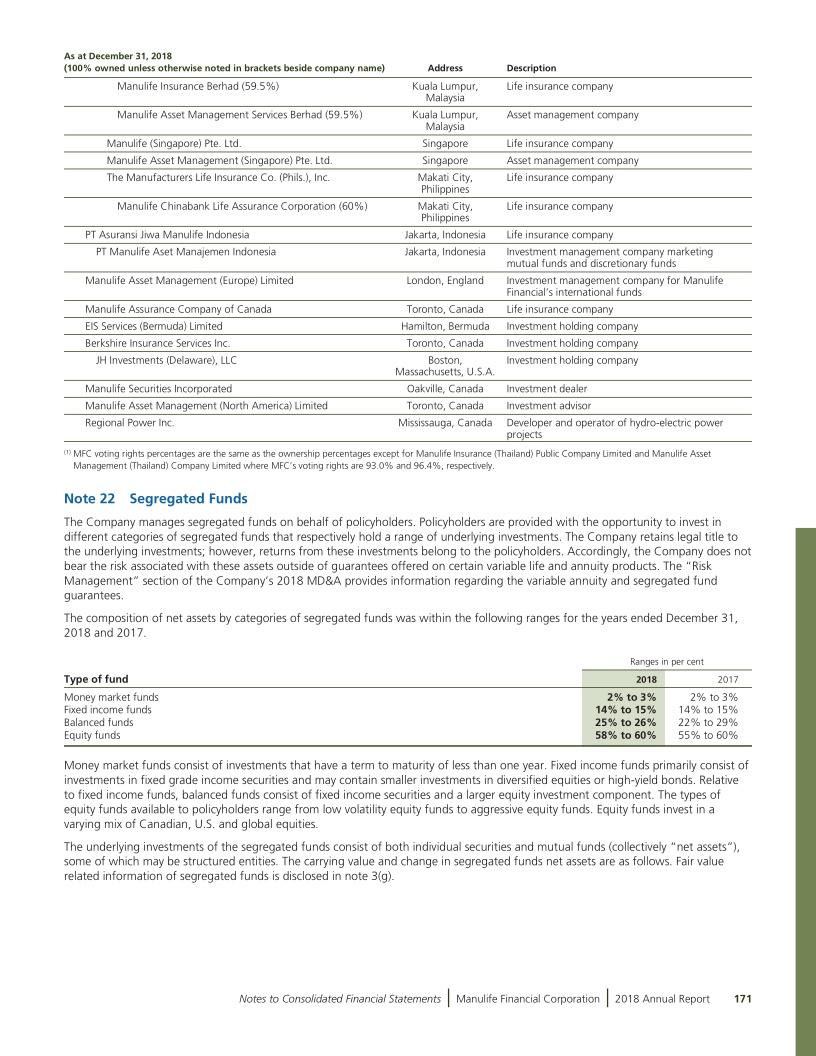 As at December 31, 2018
(100% owned unless otherwise noted in brackets beside company name) Address Description
Manulife Insurance Berhad (59.5%) Kuala Lumpur, Life insurance company
Malaysia
Manulife Asset Management Services Berhad (59.5%) Kuala Lumpur, Asset management company
Malaysia
Manulife (Singapore) Pte. Ltd. Singapore Life insurance company
Manulife Asset Management (Singapore) Pte. Ltd. Singapore Asset management company
The Manufacturers Life Insurance Co. (Phils.), Inc. Makati City, Life insurance company
Philippines
Manulife Chinabank Life Assurance Corporation (60%) Makati City, Life insurance company
Philippines
PT Asuransi Jiwa Manulife Indonesia Jakarta, Indonesia Life insurance company
PT Manulife Aset Manajemen Indonesia Jakarta, Indonesia Investment management company marketing
mutual funds and discretionary funds
Manulife Asset Management (Europe) Limited London, England Investment management company for Manulife
Financial's international funds
Manulife Assurance Company of Canada Toronto, Canada Life insurance company
EIS Services (Bermuda) Limited Hamilton, Bermuda Investment holding company
Berkshire Insurance Services Inc. Toronto, Canada Investment holding company
JH Investments (Delaware), LLC Boston, Investment holding company
Massachusetts, U.S.A.
Manulife Securities Incorporated Oakville, Canada Investment dealer
Manulife Asset Management (North America) Limited Toronto, Canada Investment advisor
Regional Power Inc. Mississauga, Canada Developer and operator of hydro-electric power
projects
(1) MFC voting rights percentages are the same as the ownership percentages except for Manulife Insurance (Thailand) Public Company Limited and Manulife Asset
Management (Thailand) Company Limited where MFC's voting rights are 93.0% and 96.4%, respectively.
Note 22 Segregated Funds
The Company manages segregated funds on behalf of policyholders. Policyholders are provided with the opportunity to invest in
different categories of segregated funds that respectively hold a range of underlying investments. The Company retains legal title to
the underlying investments; however, returns from these investments belong to the policyholders. Accordingly, the Company does not
bear the risk associated with these assets outside of guarantees offered on certain variable life and annuity products. The "Risk
Management" section of the Company's 2018 MD&A provides information regarding the variable annuity and segregated fund
guarantees.
The composition of net assets by categories of segregated funds was within the following ranges for the years ended December 31,
2018 and 2017.
Ranges in per cent
Type of fund 2018 2017
Money market funds 2% to 3% 2% to 3%
Fixed income funds 14% to 15% 14% to 15%
Balanced funds 25% to 26% 22% to 29%
Equity funds 58% to 60% 55% to 60%
Money market funds consist of investments that have a term to maturity of less than one year. Fixed income funds primarily consist of
investments in fixed grade income securities and may contain smaller investments in diversified equities or high-yield bonds. Relative
to fixed income funds, balanced funds consist of fixed income securities and a larger equity investment component. The types of
equity funds available to policyholders range from low volatility equity funds to aggressive equity funds. Equity funds invest in a
varying mix of Canadian, U.S. and global equities.
The underlying investments of the segregated funds consist of both individual securities and mutual funds (collectively "net assets"),
some of which may be structured entities. The carrying value and change in segregated funds net assets are as follows. Fair value
related information of segregated funds is disclosed in note 3(g).
Notes to Consolidated Financial Statements | Manulife Financial Corporation | 2018 Annual Report 171